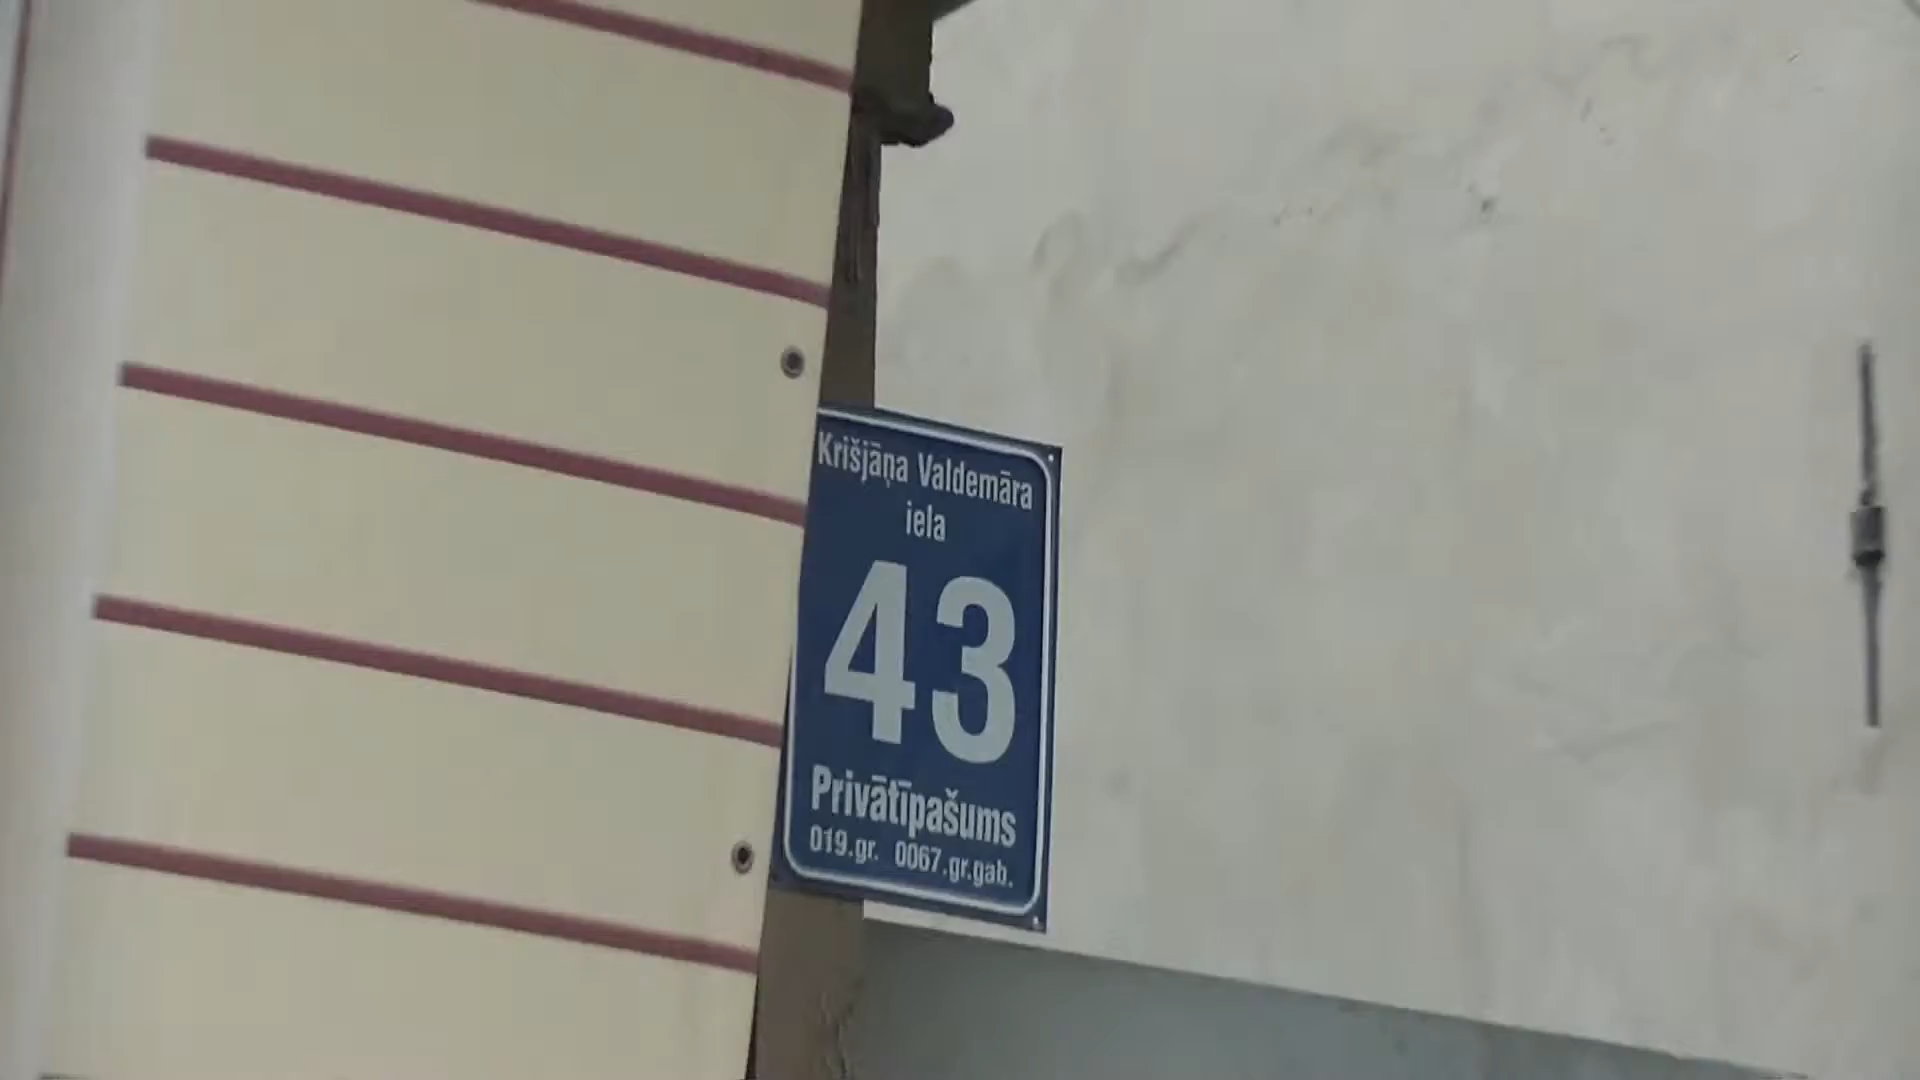 Krišjāņa Valdemāra
iela
43
Privātīpašums
019.gr. 0067.gr.gab.